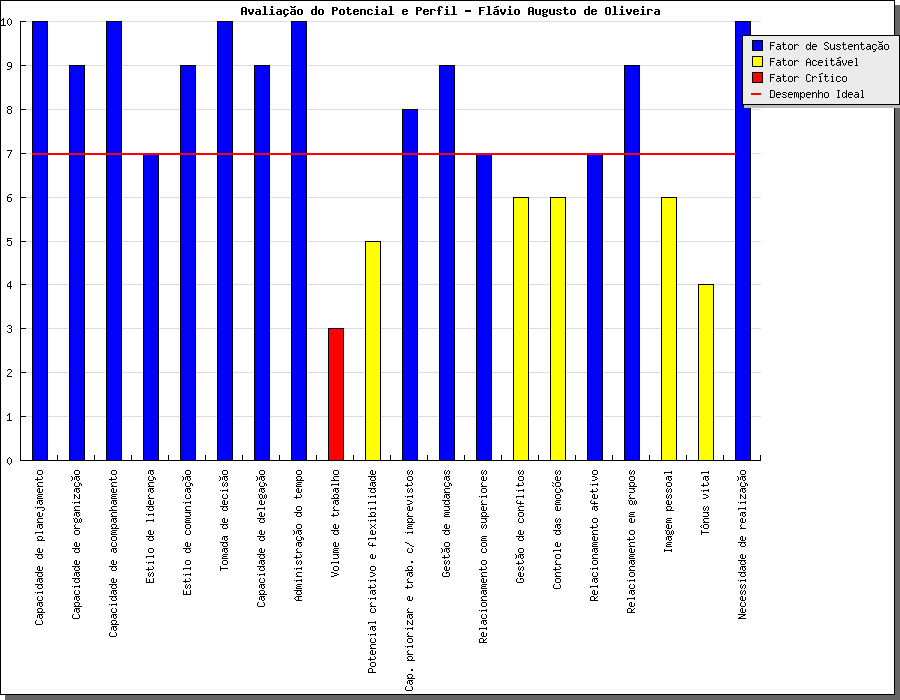 Avaliação do Potencial e Perfil - Flávio Augusto de Oliveira
10
9
8
7
6
5
4
3
2
1
0
Fator de Sustentação
Fator Aceitável
Fator Crítico
Desempenho Ideal
Capacidade de planejamento
Capacidade de organização
Capacidade de acompanhamento
Estilo de liderança
Estilo de comunicação
Tomada de decisão
Capacidade de delegação
Administração do tempo
Volume de trabalho
Potencial criativo e flexibilidade
Cap. priorizar e trab. c/ imprevistos
Gestão de mudanças
Relacionamento com superiores
Gestão de conflitos
Controle das emoções
Relacionamento afetivo
Relacionamento em grupos
Imagem pessoal
Tônus vital
Necessidade de realização